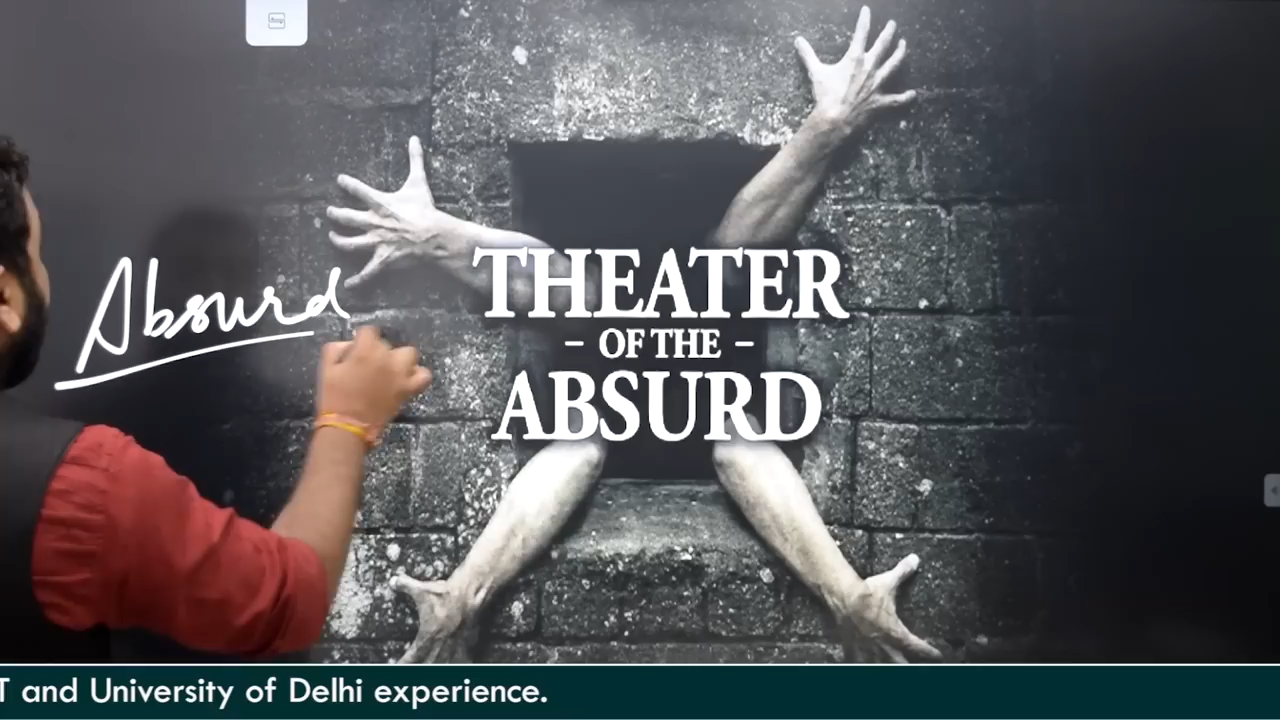 Absurd
THEATER
- OF THE -
ABSURD
T and University of Delhi experience.